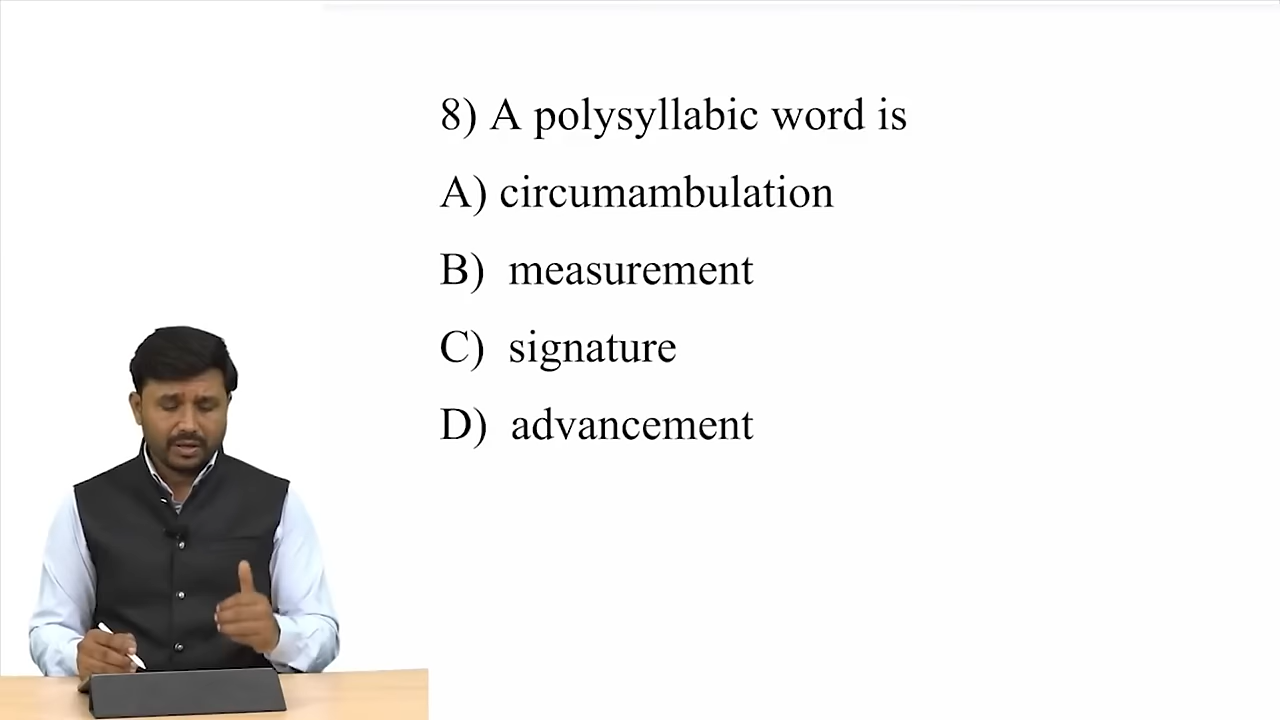 8) A polysyllabic word is
A) circumambulation
B) measurement
C) signature
D) advancement